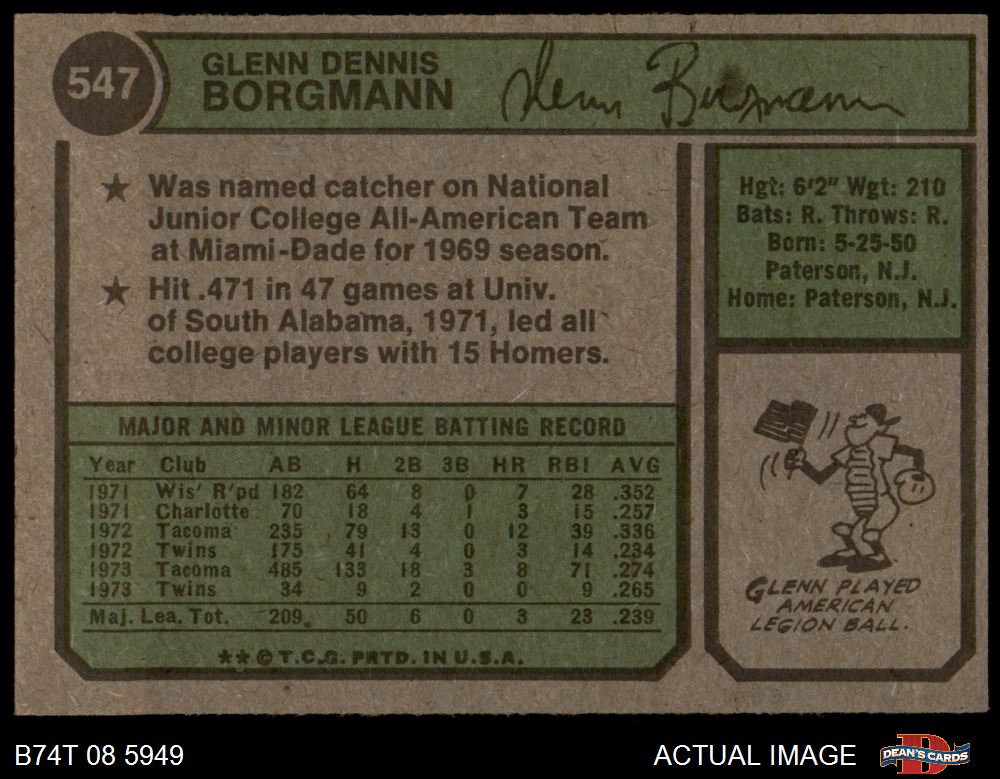 547
GLENN DENNIS
BORGMANN
Glenn Borgmann
★ Was named catcher on National
Junior College All-American Team
at Miami-Dade for 1969 season.
★ Hit .471 in 47 games at Univ.
of South Alabama, 1971, led all
college players with 15 Homers.
Hgt: 6'2" Wgt: 210
Bats: R. Throws: R.
Born: 5-25-50
Paterson, N.J.
Home: Paterson, N.J.
MAJOR AND MINOR LEAGUE BATTING RECORD
Year Club AB H 2B 3B HR RBI AVG
1971 Wis' R'pd 182 64 8 0 7 28 .352
1971 Charlotte 70 18 4 1 3 15 .257
1972 Tacoma 235 79 13 0 12 39 .336
1972 Twins 175 41 4 0 3 14 .234
1973 Tacoma 485 133 18 3 8 71 .274
1973 Twins 34 9 2 0 0 9 .265
Maj. Lea. Tot. 209 50 6 0 3 23 .239
** © T.C.G. PRTD. IN U.S.A.
GLENN PLAYED
AMERICAN
LEGION BALL.
B74T 08 5949
ACTUAL IMAGE
D
DEAN'S CARDS